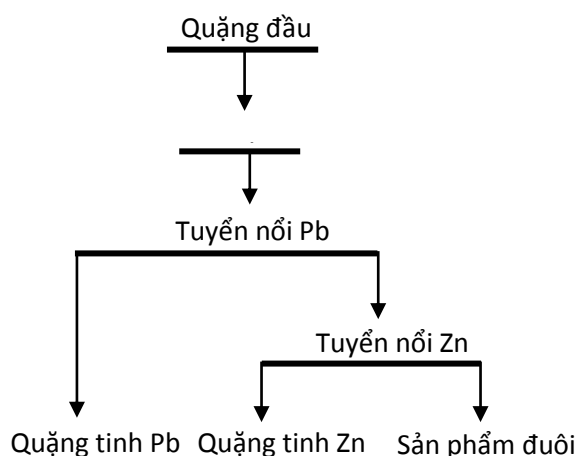 Quặng đầu
Tuyển nổi Pb
Tuyển nổi Zn
Quặng tinh Pb Quặng tinh Zn Sản phẩm đuôi